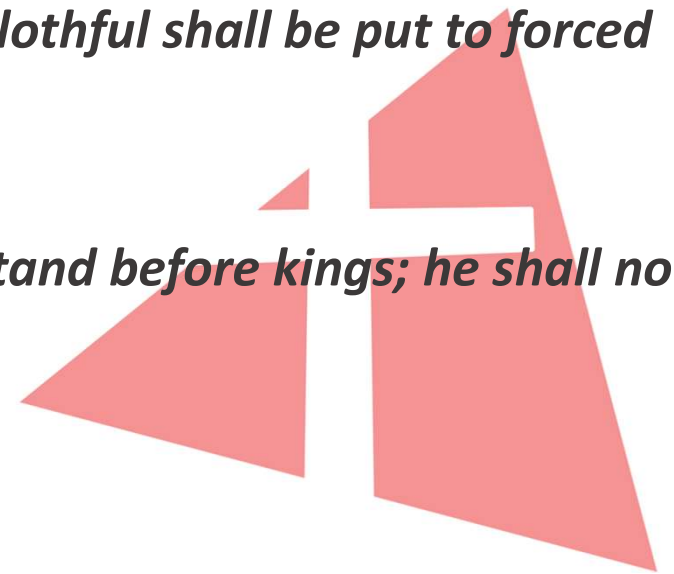 lothful shall be put to forced
tand before kings; he shall no